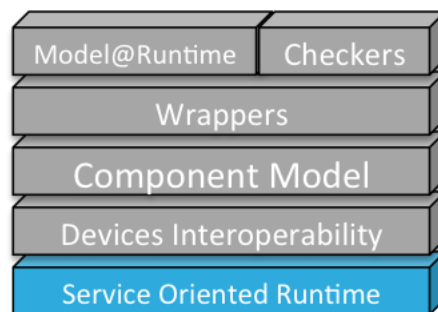 Model@Runtime Checkers
Wrappers
Component Model
Devices Interoperability
Service Oriented Runtime